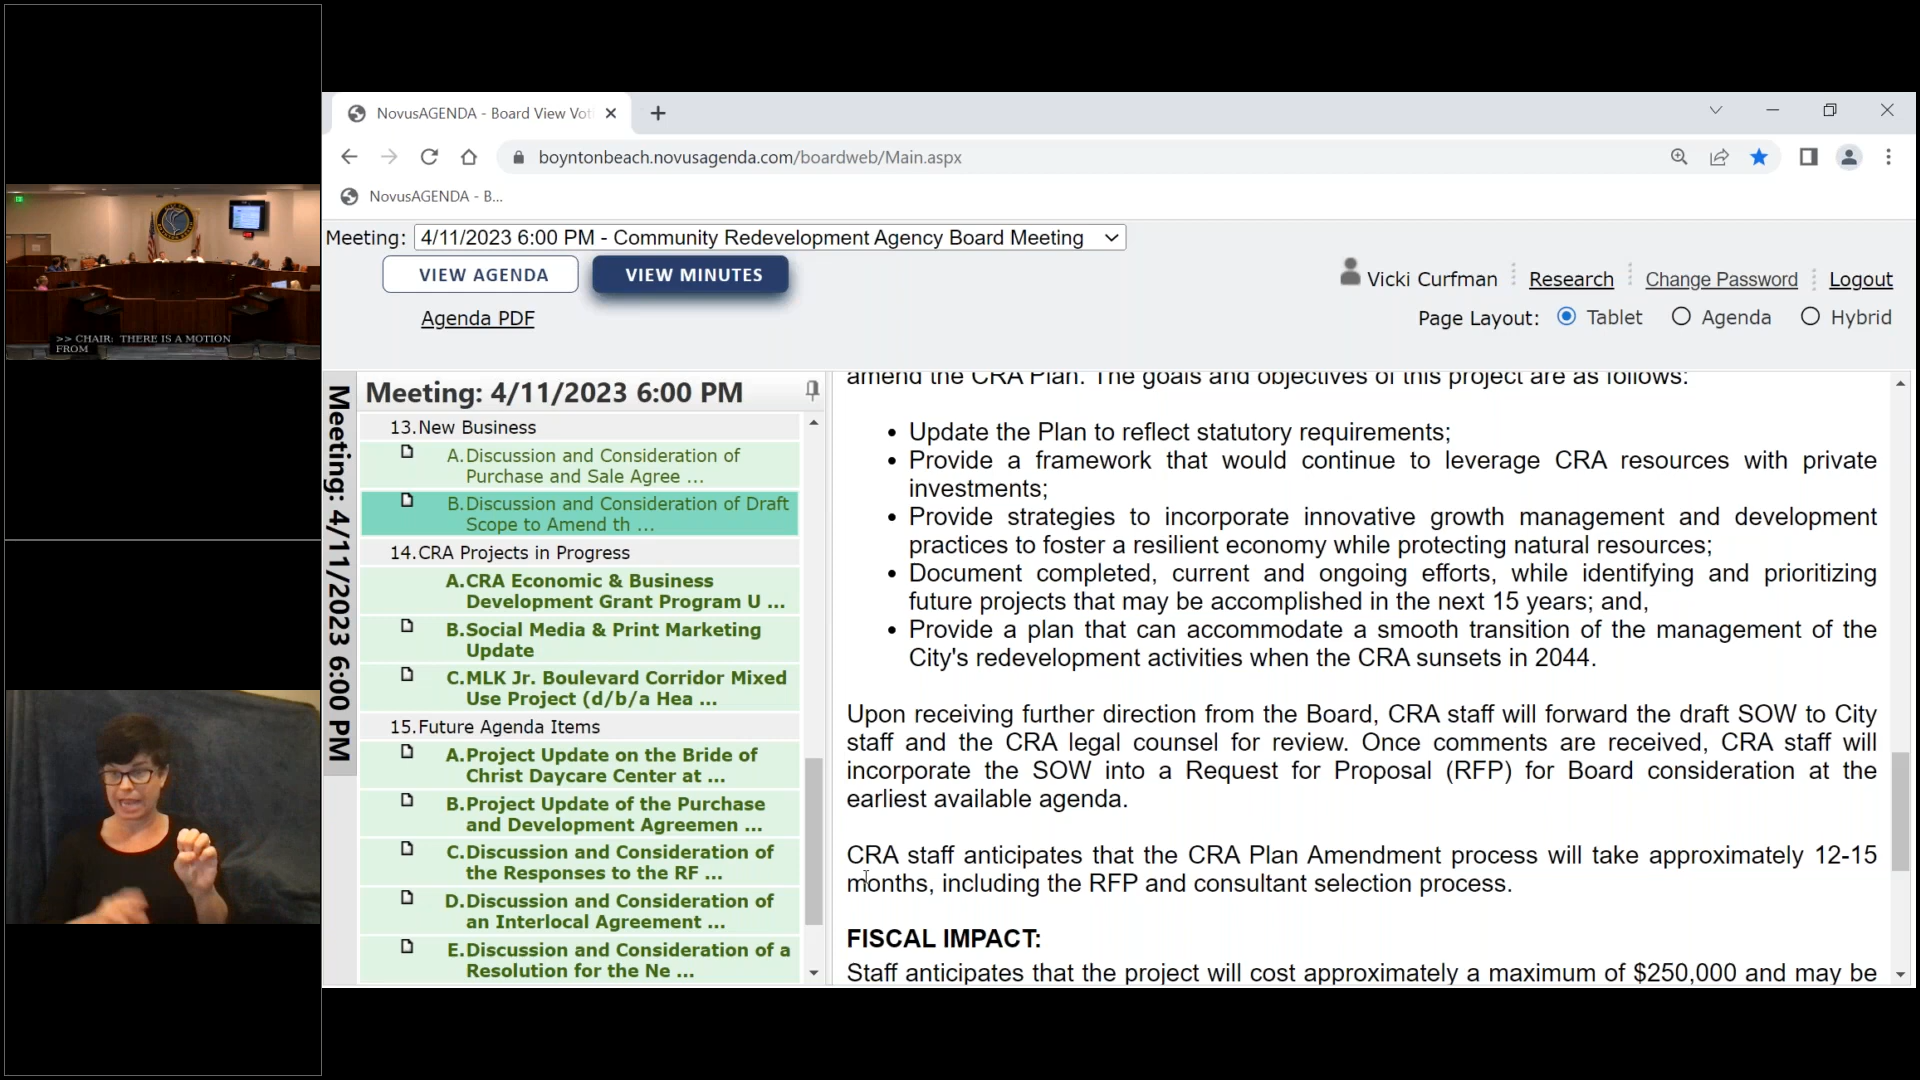 >> CHAIR: THERE IS A MOTION
FROM
NovusAGENDA - Board View Vot
boyntonbeach.novusagenda.com/boardweb/Main.aspx
NovusAGENDA - B...
Meeting: 4/11/2023 6:00 PM - Community Redevelopment Agency Board Meeting
VIEW AGENDA VIEW MINUTES
Agenda PDF
Vicki Curfman Research Change Password Logout
Page Layout: Tablet Agenda Hybrid
Meeting: 4/11/2023 6:00 PM
Meeting: 4/11/2023 6:00 PM
13.New Business
A.Discussion and Consideration of
Purchase and Sale Agree ...
B.Discussion and Consideration of Draft
Scope to Amend th ...
14.CRA Projects in Progress
A.CRA Economic & Business
Development Grant Program U ...
B.Social Media & Print Marketing
Update
C.MLK Jr. Boulevard Corridor Mixed
Use Project (d/b/a Hea ...
15.Future Agenda Items
A.Project Update on the Bride of
Christ Daycare Center at ...
B.Project Update of the Purchase
and Development Agreemen ...
C.Discussion and Consideration of
the Responses to the RF ...
D.Discussion and Consideration of
an Interlocal Agreement ...
E.Discussion and Consideration of a
Resolution for the Ne ...
amend the CRA Plan. The goals and objectives of this project are as follows:
• Update the Plan to reflect statutory requirements;
• Provide a framework that would continue to leverage CRA resources with private
investments;
• Provide strategies to incorporate innovative growth management and development
practices to foster a resilient economy while protecting natural resources;
• Document completed, current and ongoing efforts, while identifying and prioritizing
future projects that may be accomplished in the next 15 years; and,
• Provide a plan that can accommodate a smooth transition of the management of the
City's redevelopment activities when the CRA sunsets in 2044.
Upon receiving further direction from the Board, CRA staff will forward the draft SOW to City
staff and the CRA legal counsel for review. Once comments are received, CRA staff will
incorporate the SOW into a Request for Proposal (RFP) for Board consideration at the
earliest available agenda.
CRA staff anticipates that the CRA Plan Amendment process will take approximately 12-15
months, including the RFP and consultant selection process.
FISCAL IMPACT:
Staff anticipates that the project will cost approximately a maximum of $250,000 and may be